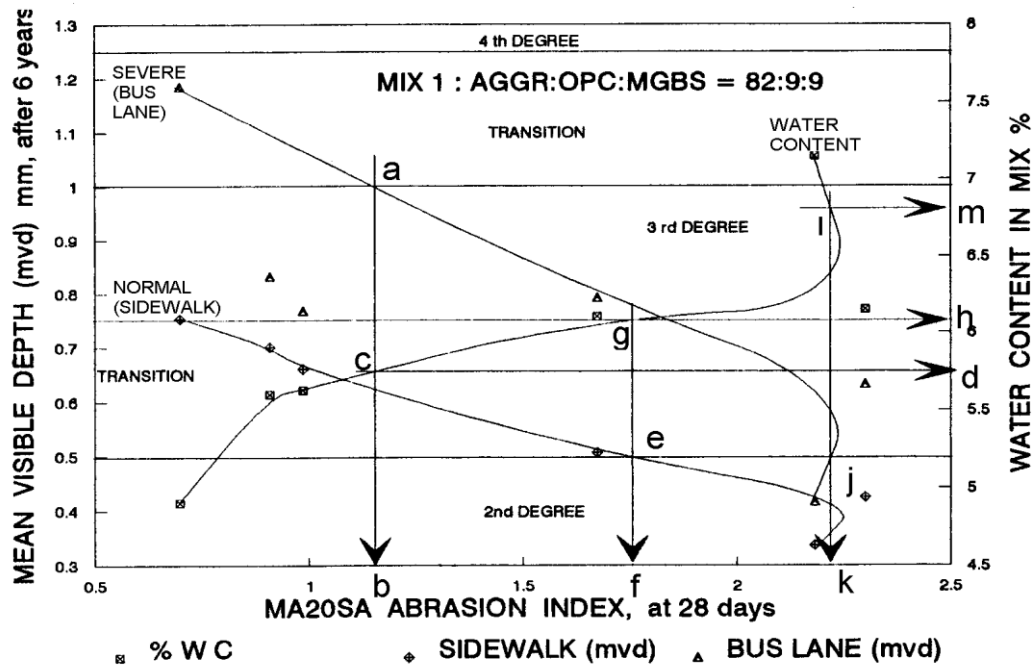 4 th DEGREE
SEVERE
(BUS
LANE)
MIX 1 : AGGR:OPC:MGBS = 82:9:9
TRANSITION
WATER
CONTENT
a
m
l
3 rd DEGREE
NORMAL
(SIDEWALK)
h
g
TRANSITION
c
d
e
j
2nd DEGREE
b
f
k
MEAN VISIBLE DEPTH (mvd) mm, after 6 years
1.3
1.2
1.1
1
0.9
0.8
0.7
0.6
0.5
0.4
0.3
WATER CONTENT IN MIX %
8
7.5
7
6.5
6
5.5
5
4.5
0.5
1
1.5
2
2.5
MA20SA ABRASION INDEX, at 28 days
% W C
SIDEWALK (mvd)
BUS LANE (mvd)